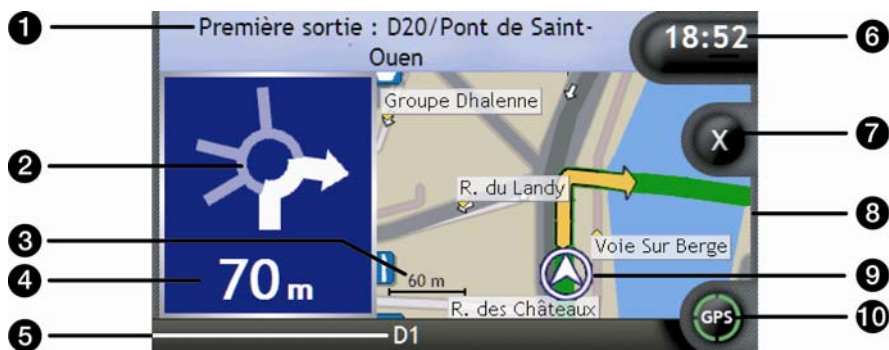 1
Première sortie : D20/Pont de Saint-
Ouen
18:52
6
Groupe Dhalenne
2
X
7
R. du Landy
3
8
Voie Sur Berge
4
70 m
60 m
9
R. des Châteaux
GPS
10
5
D1